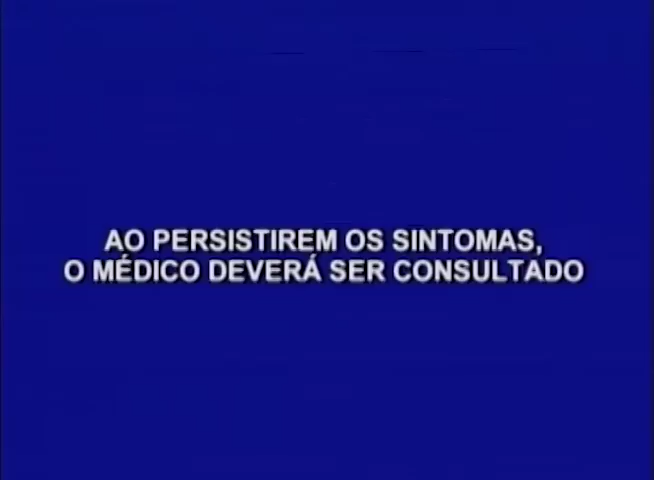 AO PERSISTIREM OS SINTOMAS,
O MÉDICO DEVERÁ SER CONSULTADO